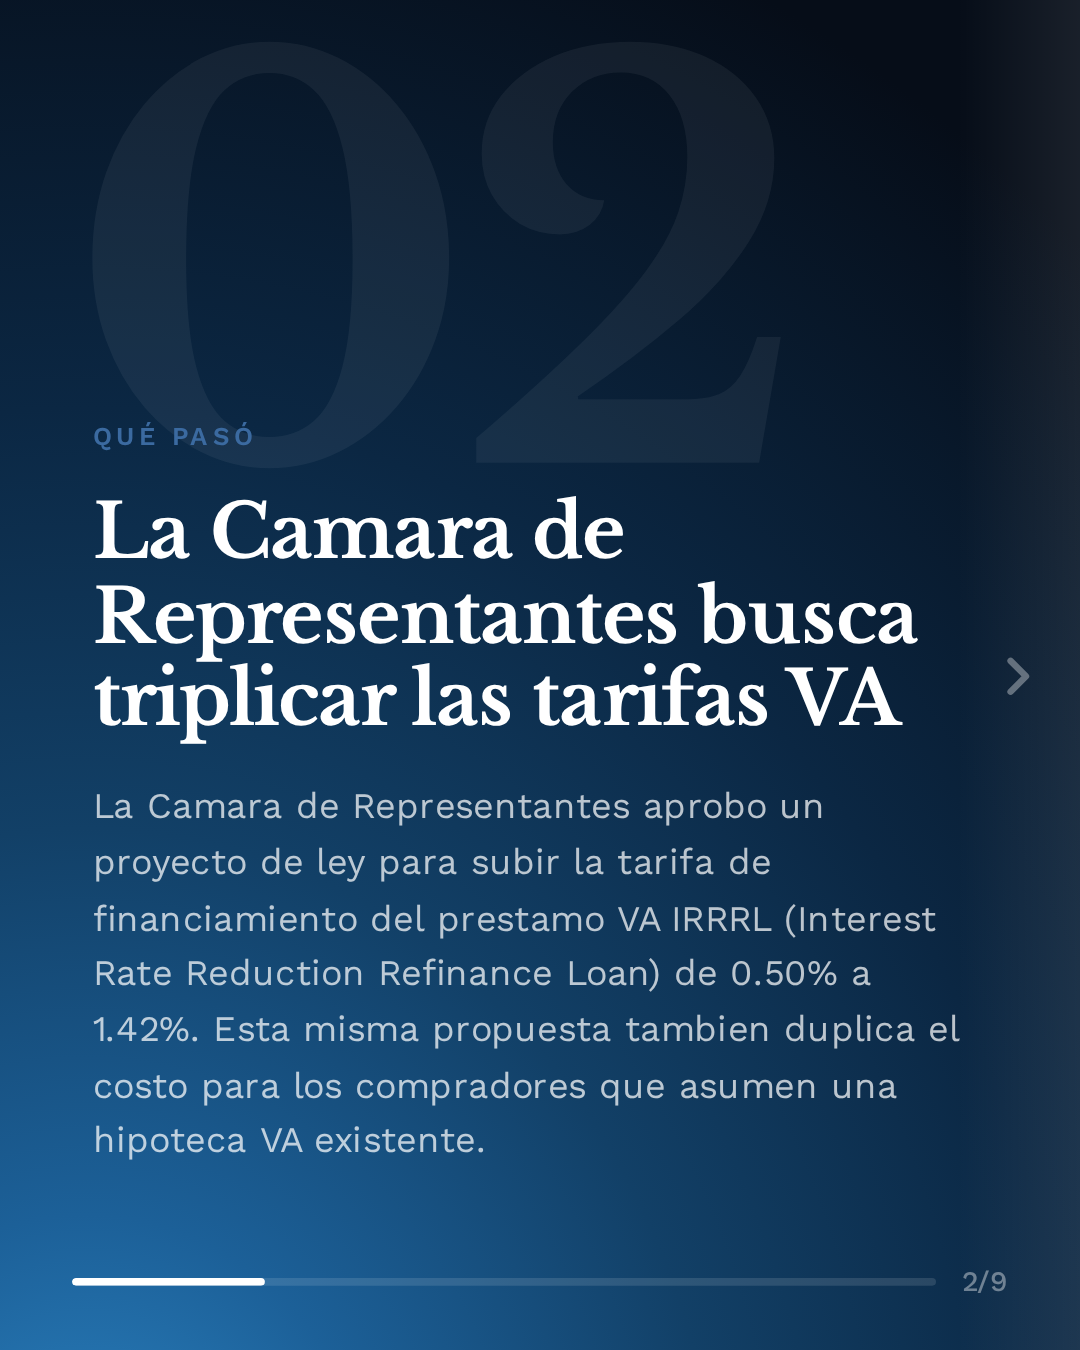 02
QUÉ PASÓ
La Camara de
Representantes busca
triplicar las tarifas VA
La Camara de Representantes aprobo un
proyecto de ley para subir la tarifa de
financiamiento del prestamo VA IRRRL (Interest
Rate Reduction Refinance Loan) de 0.50% a
1.42%. Esta misma propuesta tambien duplica el
costo para los compradores que asumen una
hipoteca VA existente.
2/9